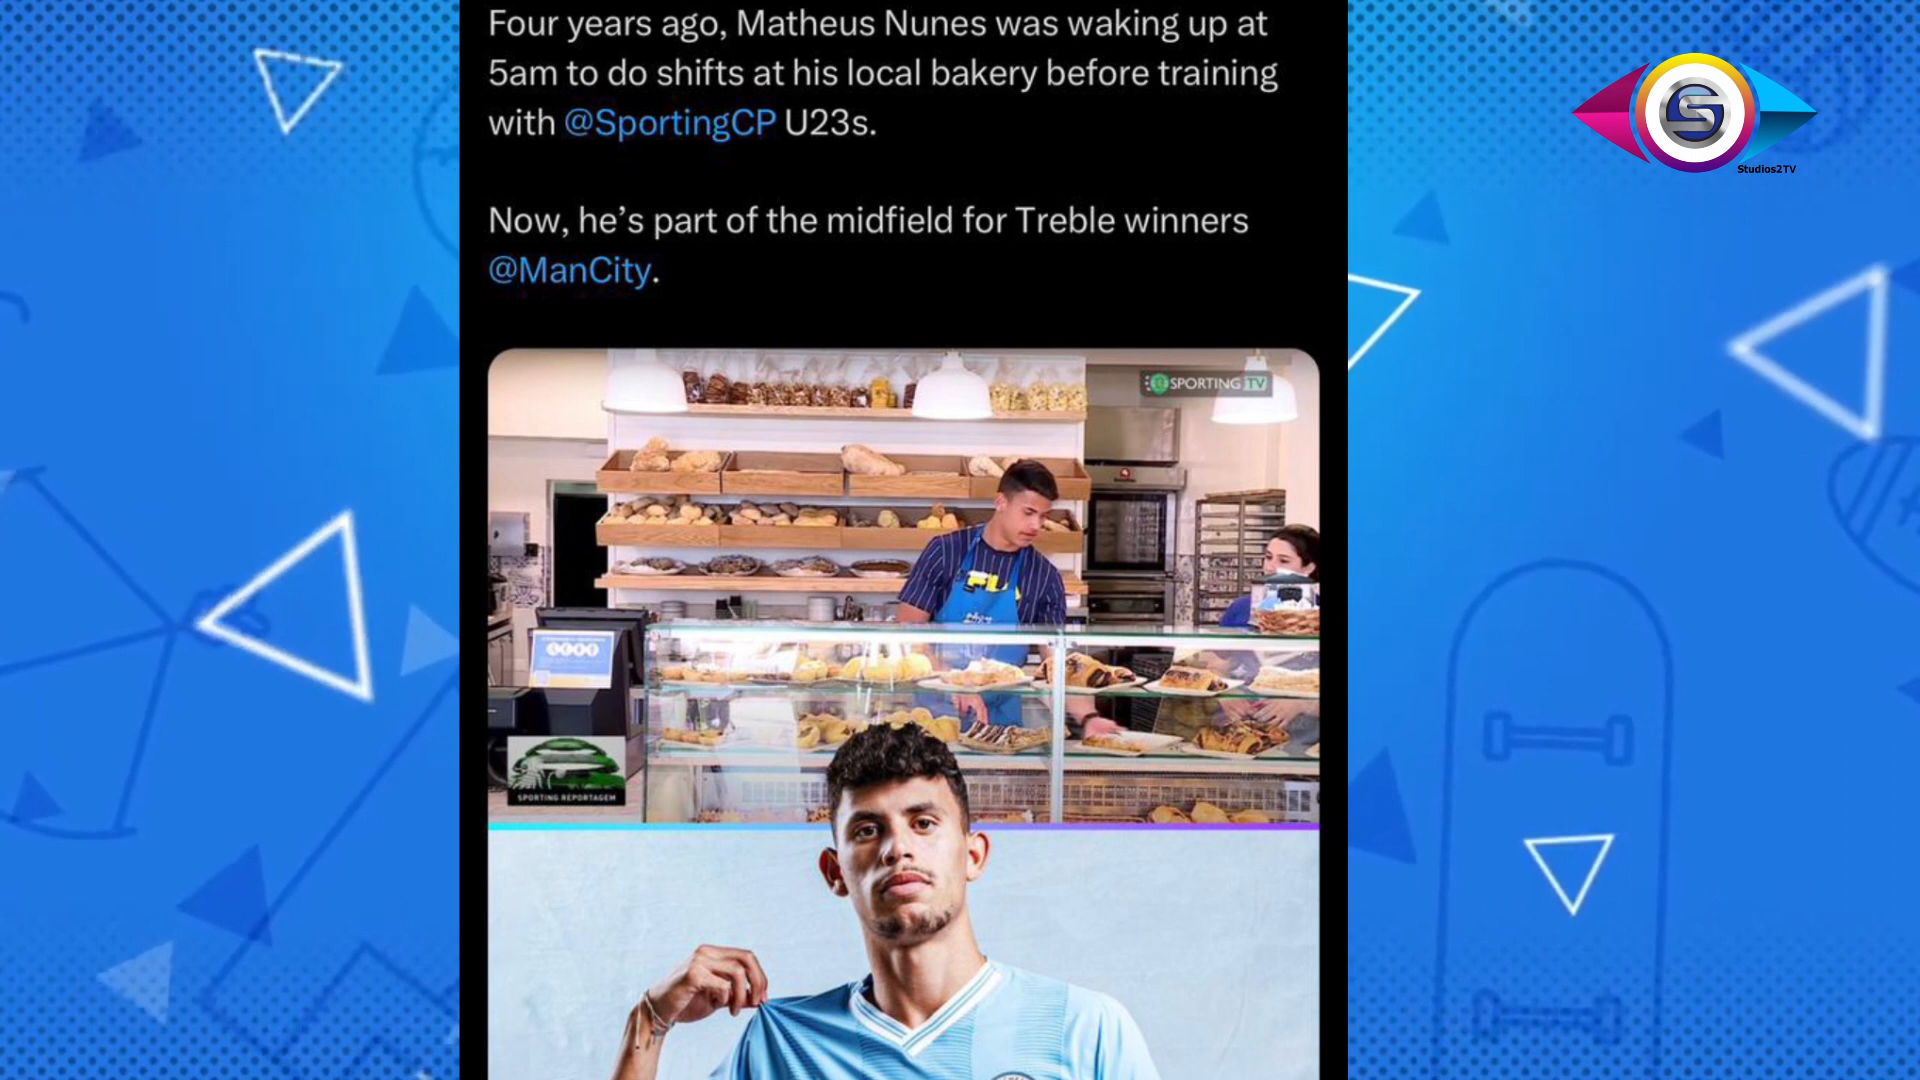 Four years ago, Matheus Nunes was waking up at
5am to do shifts at his local bakery before training
with @SportingCP U23s.
Now, he’s part of the midfield for Treble winners
@ManCity.
Studios2TV
SPORTING TV
SPORTING REPORTAGEM